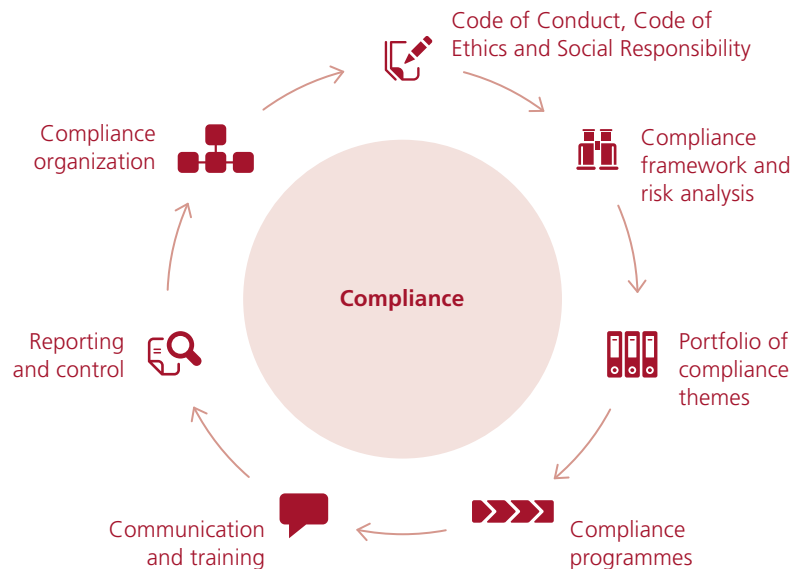 Code of Conduct, Code of
Ethics and Social Responsibility
Compliance
framework and
risk analysis
Portfolio of
compliance
themes
Compliance
programmes
Communication
and training
Reporting
and control
Compliance
organization
Compliance